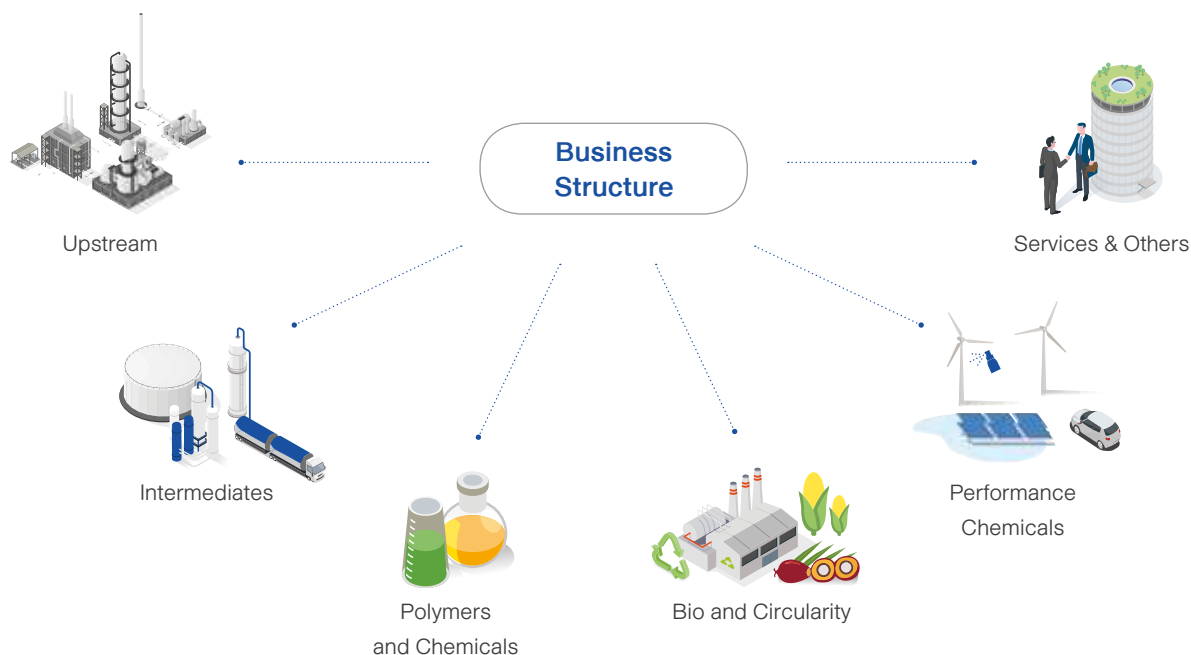 Business
Structure
Upstream
Services & Others
Intermediates
Performance
Chemicals
Polymers
and Chemicals
Bio and Circularity